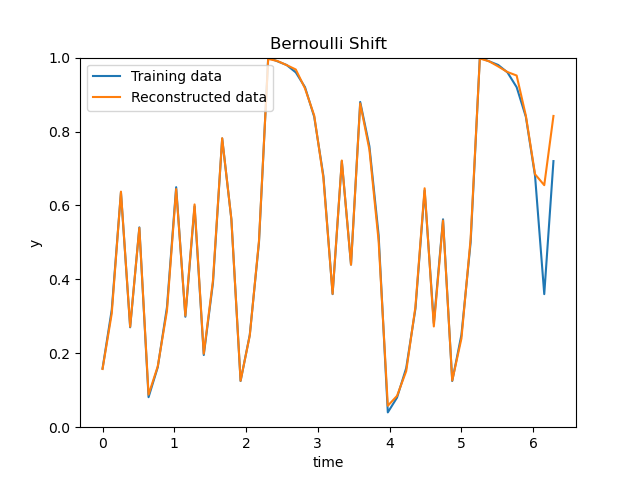 Bernoulli Shift
Training data
Reconstructed data
1.0
0.8
0.6
0.4
0.2
0.0
y
0 1 2 3 4 5 6
time